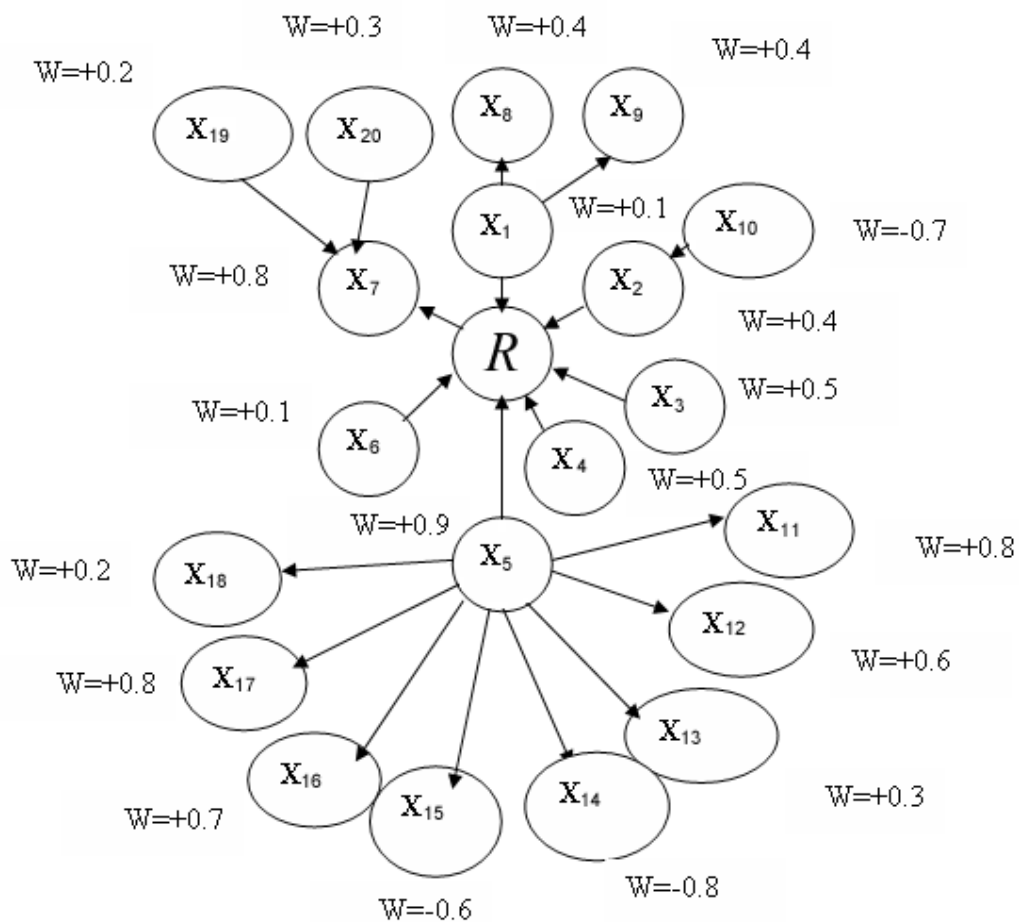 W=+0.3
W=+0.4
W=+0.4
W=+0.2
X₁₉
X₂₀
X₈
X₉
W=+0.1
X₁
X₁₀
W=-0.7
W=+0.8
X₇
X₂
W=+0.4
R
W=+0.5
X₃
W=+0.1
X₆
X₄
W=+0.5
W=+0.9
X₅
X₁₁
W=+0.8
W=+0.2
X₁₈
X₁₂
W=+0.6
W=+0.8
X₁₇
X₁₃
X₁₆
X₁₅
X₁₄
W=+0.3
W=+0.7
W=-0.6
W=-0.8